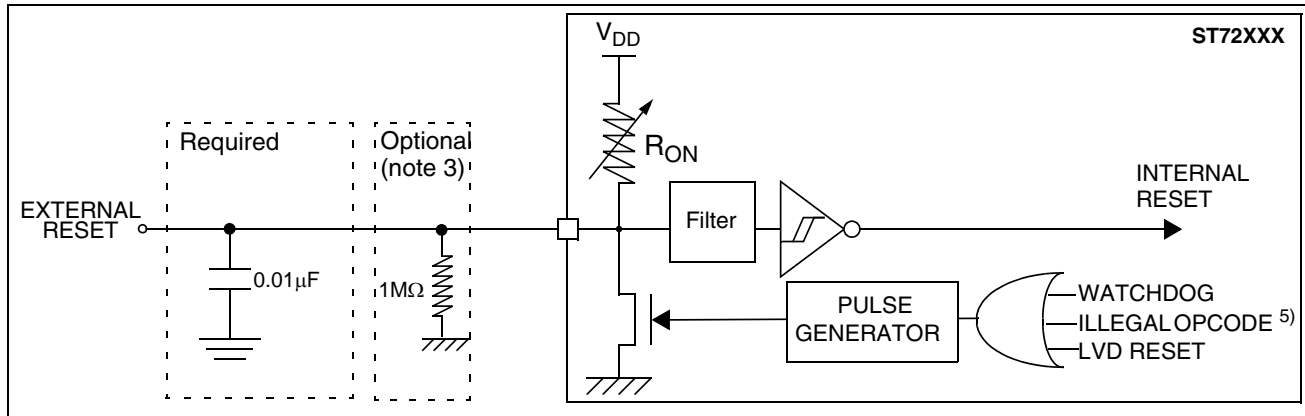 ST72XXX
VDD
RON
Required
Optional
(note 3)
EXTERNAL
RESET
0.01μF
1MΩ
Filter
INTERNAL
RESET
PULSE
GENERATOR
WATCHDOG
ILLEGAL OPCODE 5)
LVD RESET